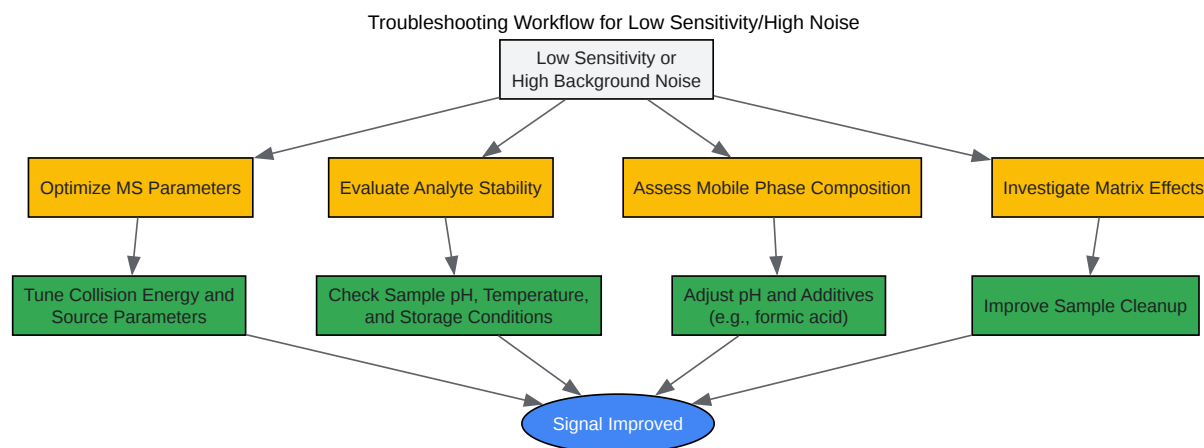 Troubleshooting Workflow for Low Sensitivity/High Noise
Low Sensitivity or
High Background Noise
Optimize MS Parameters
Evaluate Analyte Stability
Assess Mobile Phase Composition
Investigate Matrix Effects
Tune Collision Energy and
Source Parameters
Check Sample pH, Temperature,
and Storage Conditions
Adjust pH and Additives
(e.g., formic acid)
Improve Sample Cleanup
Signal Improved